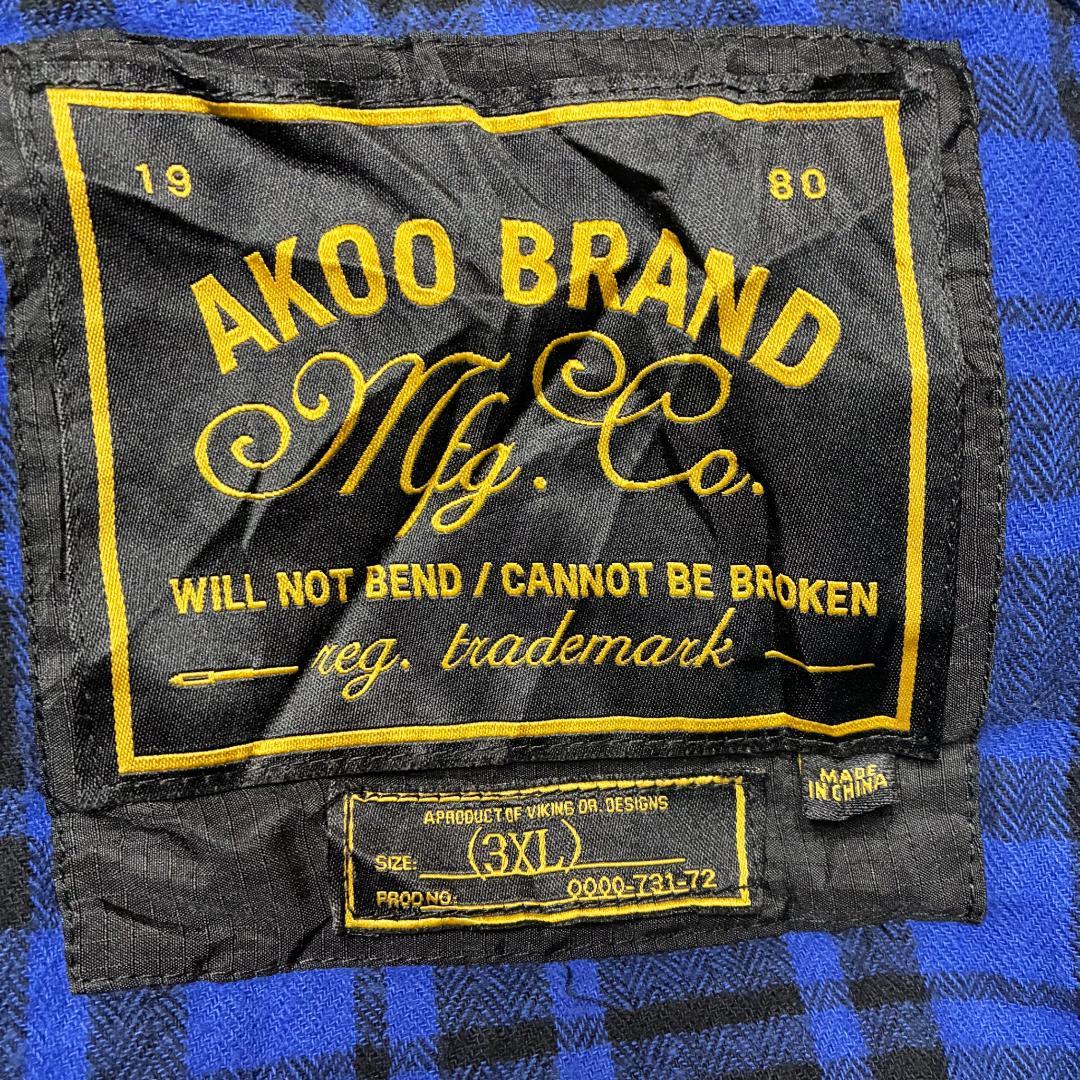 19 80
AKOO BRAND
Mfg. Co.
WILL NOT BEND / CANNOT BE BROKEN
reg. trademark
MADE
IN CHINA
A PRODUCT OF VIKING DR. DESIGNS
SIZE: (3XL)
PROD NO: 0000-731-72